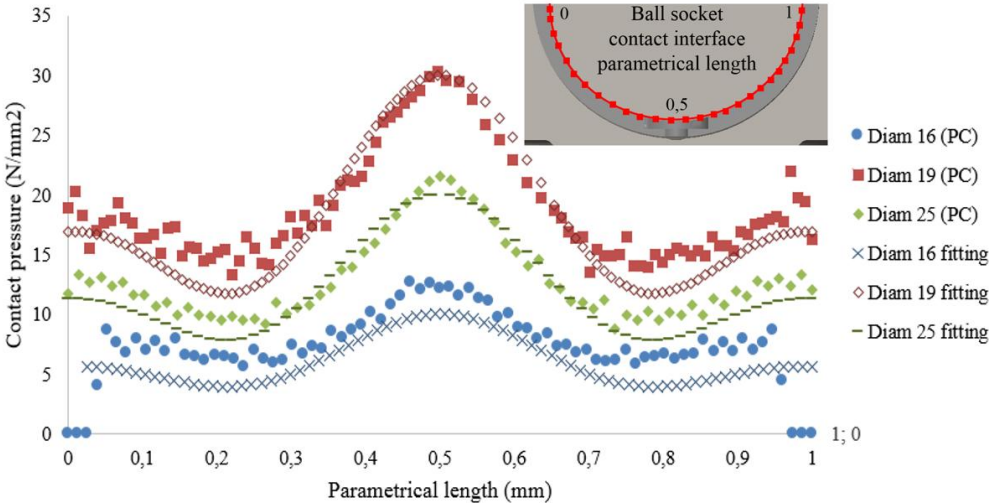 35
30
25
20
15
10
5
0
Contact pressure (N/mm2)
0 0,1 0,2 0,3 0,4 0,5 0,6 0,7 0,8 0,9 1
Parametrical length (mm)
1; 0
0 Ball socket 1
contact interface
parametrical length
0,5
Diam 16 (PC)
Diam 19 (PC)
Diam 25 (PC)
Diam 16 fitting
Diam 19 fitting
Diam 25 fitting